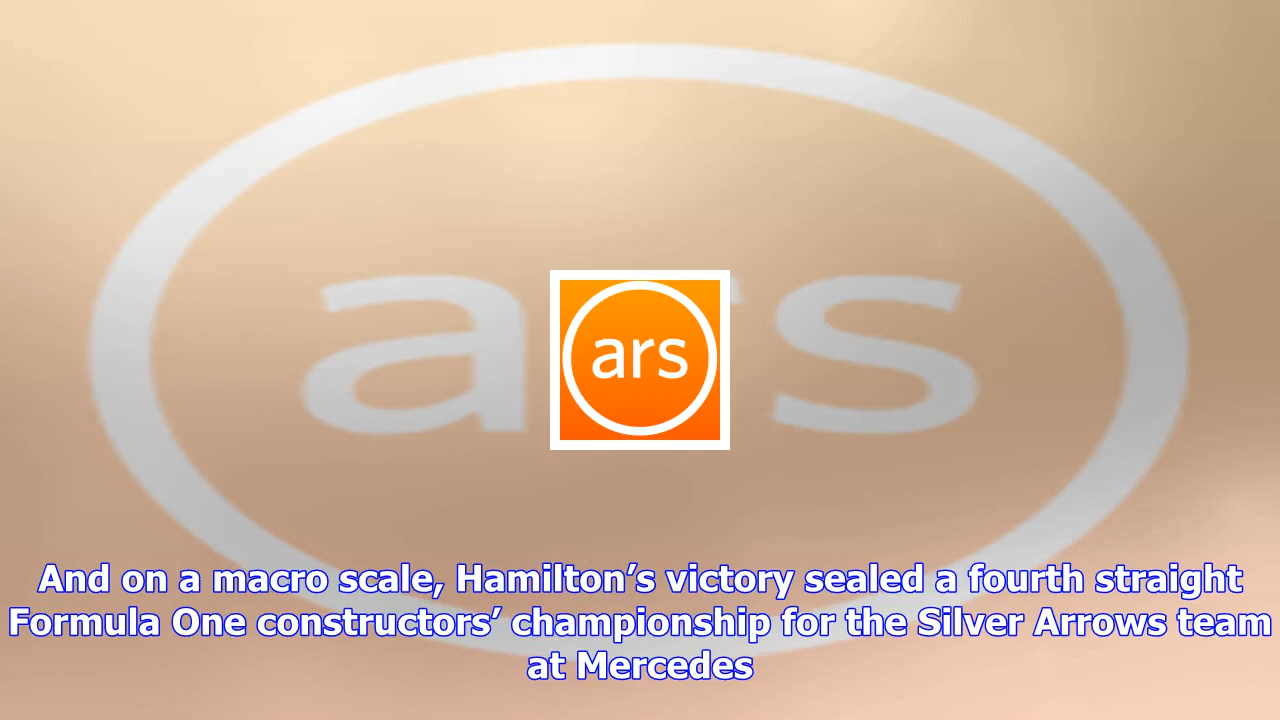 ars
ars
And on a macro scale, Hamilton’s victory sealed a fourth straight
Formula One constructors’ championship for the Silver Arrows team
at Mercedes